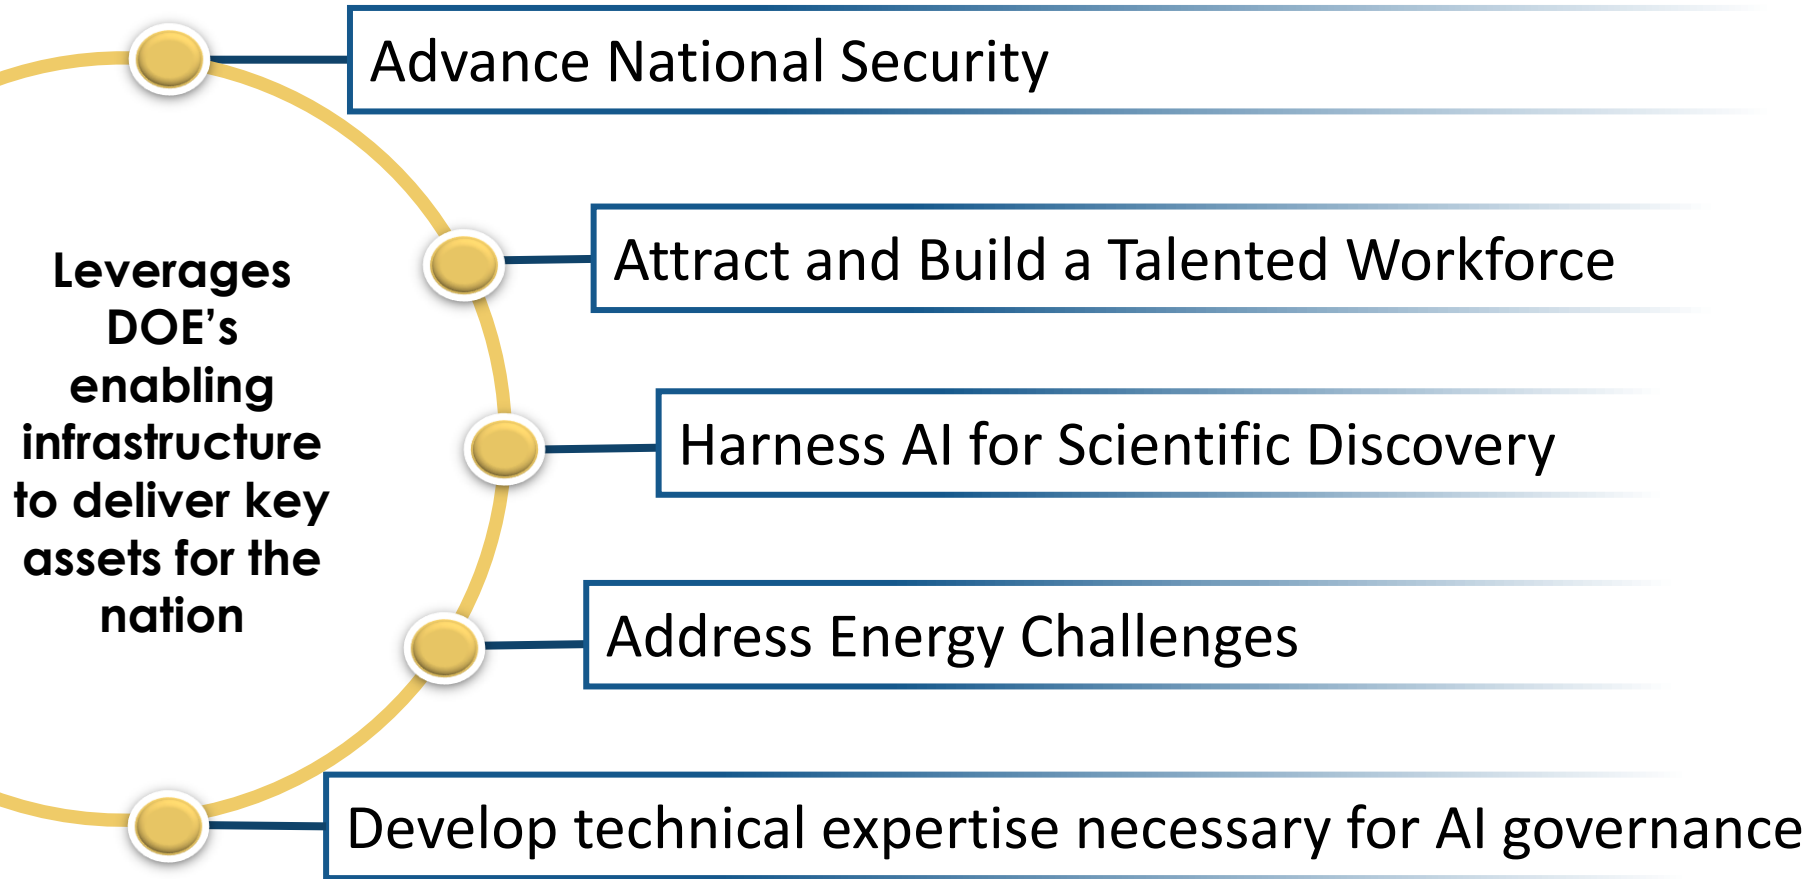 Advance National Security
Attract and Build a Talented Workforce
Leverages
DOE’s
enabling
infrastructure
to deliver key
assets for the
nation
Harness AI for Scientific Discovery
Address Energy Challenges
Develop technical expertise necessary for AI governance